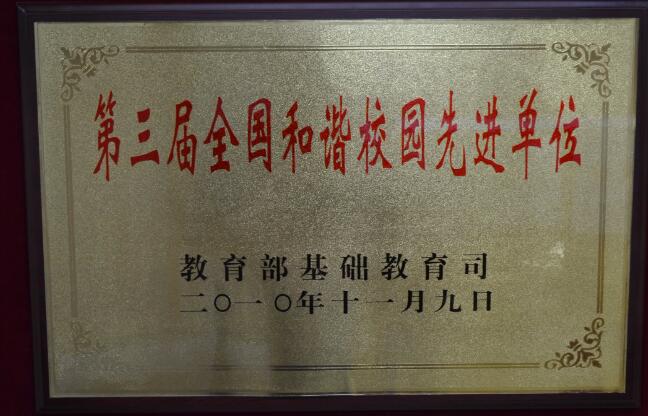 第三届全国和谐校园先进单位
教育部基础教育司
二〇一〇年十一月九日